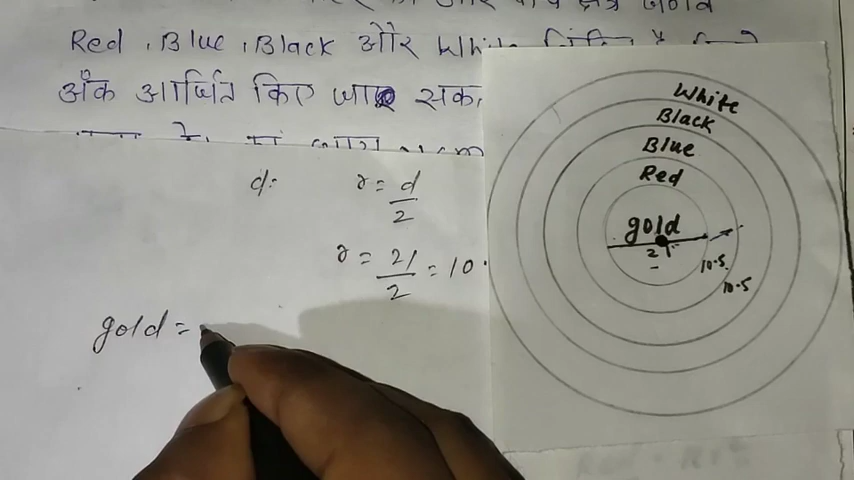 Red , Blue , Black और White
अँक आर्जित किए जा सक
d:
r = d/2
r = 21/2 = 10.
gold =
White
Black
Blue
Red
gold
21
10.5
10.5